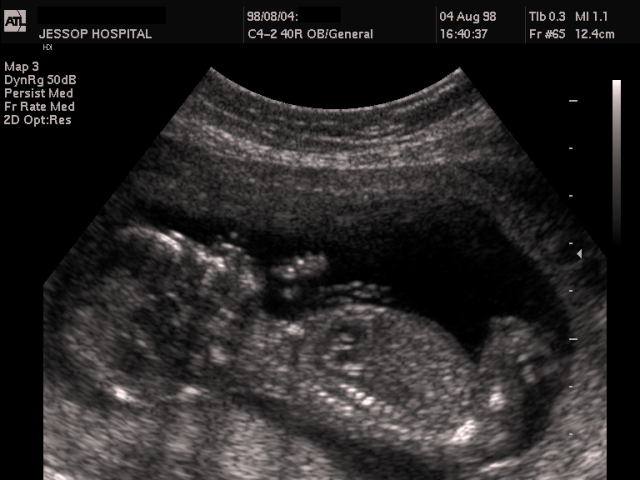 ATL
98/08/04: 04 Aug 98 TIb 0.3 MI 1.1
JESSOP HOSPITAL C4-2 40R OB/General 16:40:37 Fr #65 12.4cm
Map 3
DynRg 50dB
Persist Med
Fr Rate Med
2D Opt:Res